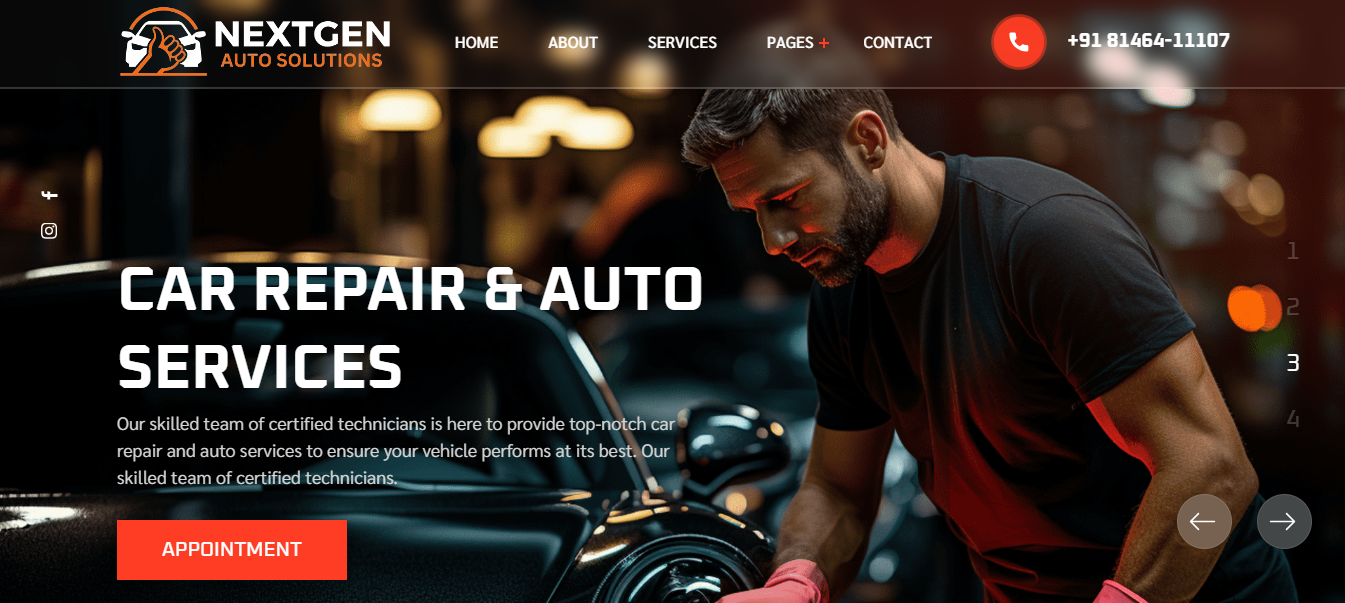 NEXTGEN
AUTO SOLUTIONS
HOME
ABOUT
SERVICES
PAGES +
CONTACT
+91 81464-11107
CAR REPAIR & AUTO
SERVICES
Our skilled team of certified technicians is here to provide top-notch car
repair and auto services to ensure your vehicle performs at its best. Our
skilled team of certified technicians.
APPOINTMENT
1
2
3
4